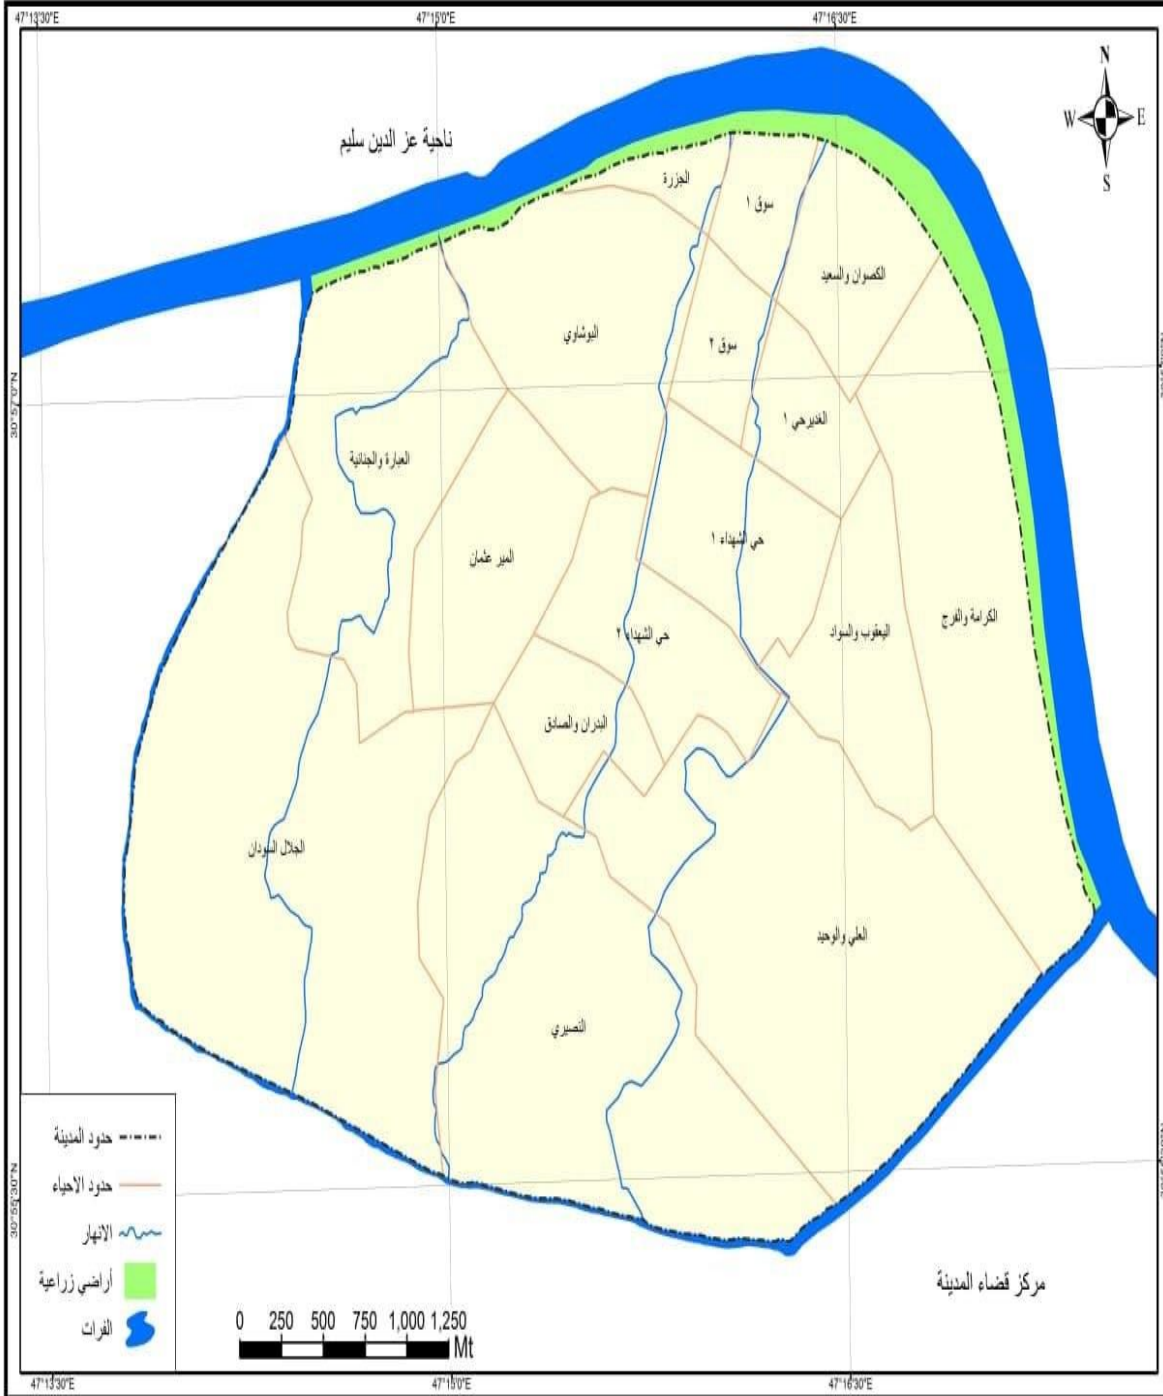 47°13'30"E
47°15'0"E
47°16'30"E
N
W
E
S
ناحية عز الدين سليم
الجزرة
سوق ١
الكصوان والسعيد
البوشاوي
سوق ٢
30°57'0"N
الغديرحي ١
العبارة والجنانية
حي الشهداء ١
المير عثمان
الكرامة والفرج
اليعقوب والسواد
حي الشهداء ٢
البدران والصادق
الجلال السودان
العلي والوحيد
النصيري
حدود المدينة
حدود الاحياء
الانهار
أراضي زراعية
الفرات
30°55'30"N
مركز قضاء المدينة
0 250 500 750 1,000 1,250
Mt
47°13'30"E
47°15'0"E
47°16'30"E